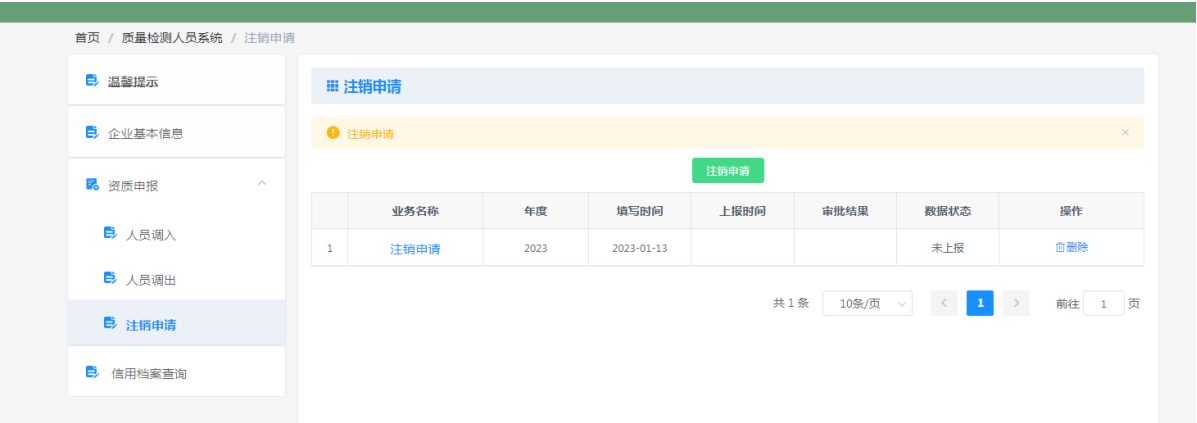 首页 / 质量检测人员系统 / 注销申请
温馨提示
企业基本信息
资质申报
人员调入
人员调出
注销申请
信用档案查询
注销申请
注销申请
注销申请
业务名称 年度 填写时间 上报时间 审批结果 数据状态 操作
1 注销申请 2023 2023-01-13 未上报 删除
共 1 条 10条/页 < 1 > 前往 1 页